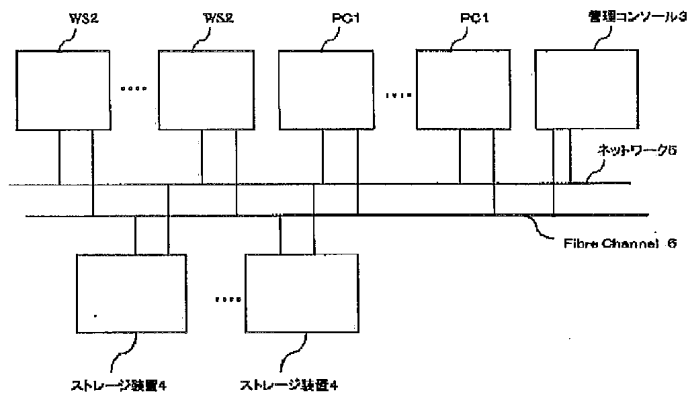 WS2
WS2
PC1
PC1
管理コンソール3
ネットワーク5
Fibre Channel 6
ストレージ装置4
ストレージ装置4